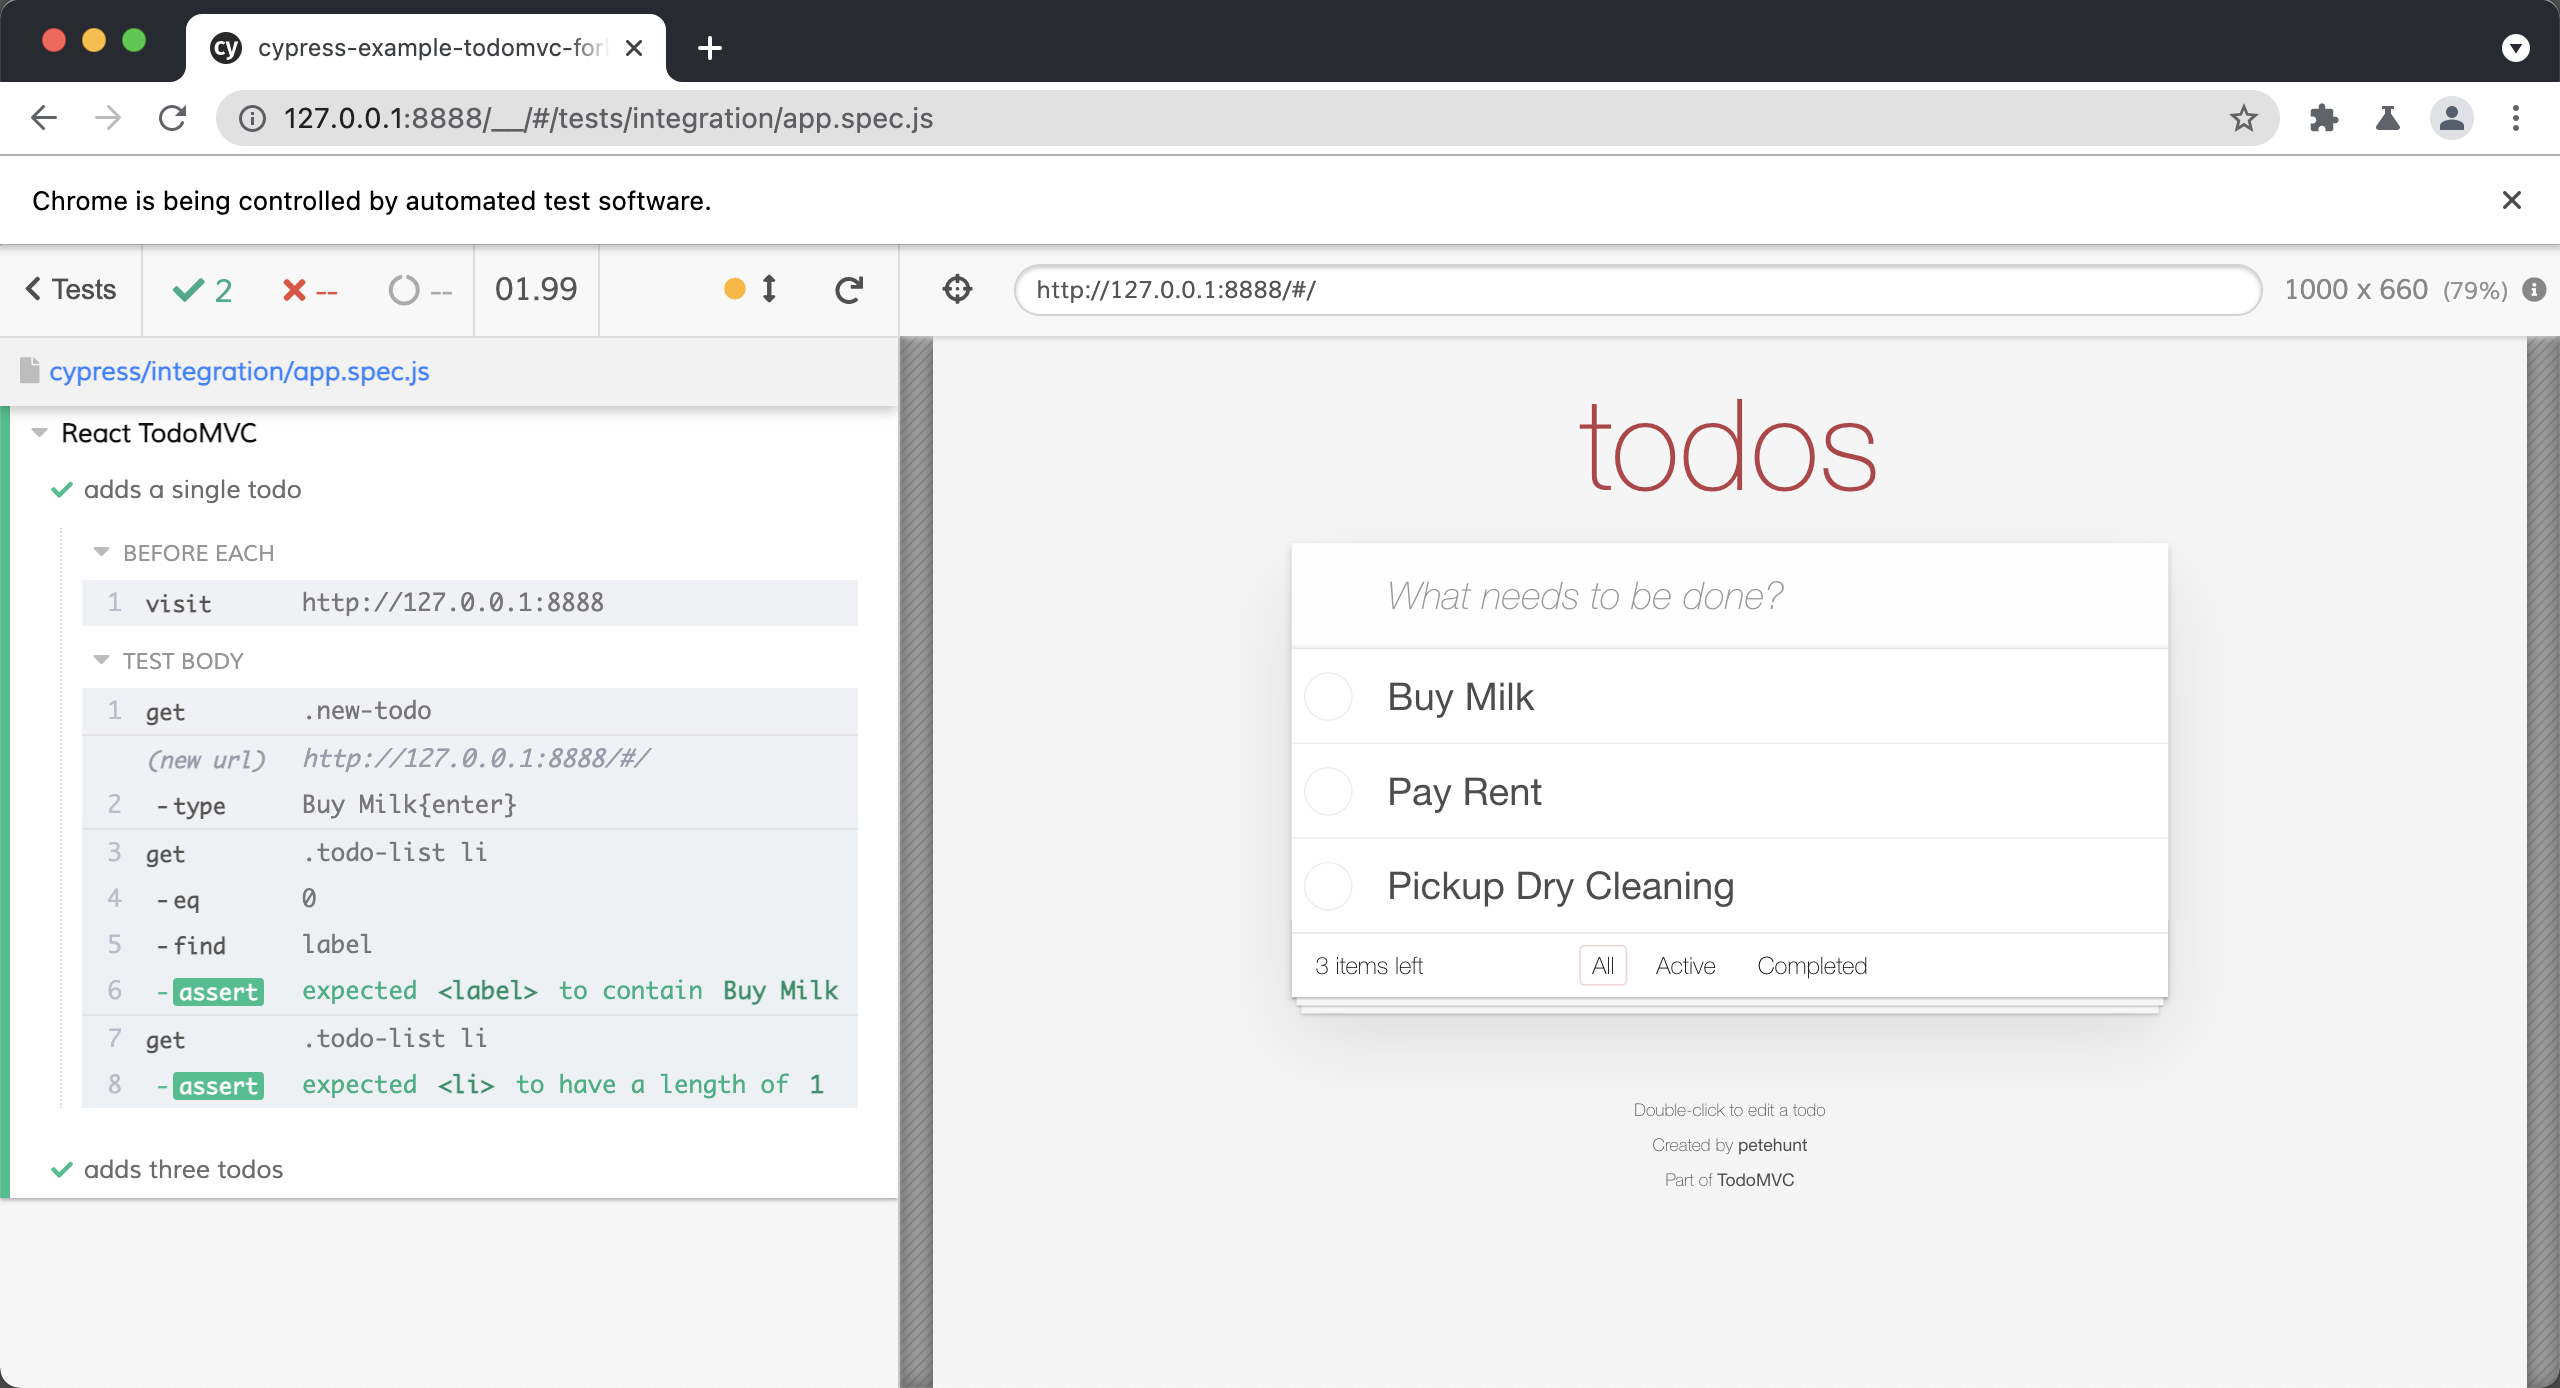 cy cypress-example-todomvc-for
127.0.0.1:8888/__/#/tests/integration/app.spec.js
Chrome is being controlled by automated test software.
Tests 2 -- -- 01.99
http://127.0.0.1:8888/#/ 1000 x 660 (79%)
cypress/integration/app.spec.js
React TodoMVC
adds a single todo
BEFORE EACH
1 visit http://127.0.0.1:8888
TEST BODY
1 get .new-todo
(new url) http://127.0.0.1:8888/#/
2 -type Buy Milk{enter}
3 get .todo-list li
4 -eq 0
5 -find label
6 -assert expected <label> to contain Buy Milk
7 get .todo-list li
8 -assert expected <li> to have a length of 1
adds three todos
todos
What needs to be done?
Buy Milk
Pay Rent
Pickup Dry Cleaning
3 items left All Active Completed
Double-click to edit a todo
Created by petehunt
Part of TodoMVC